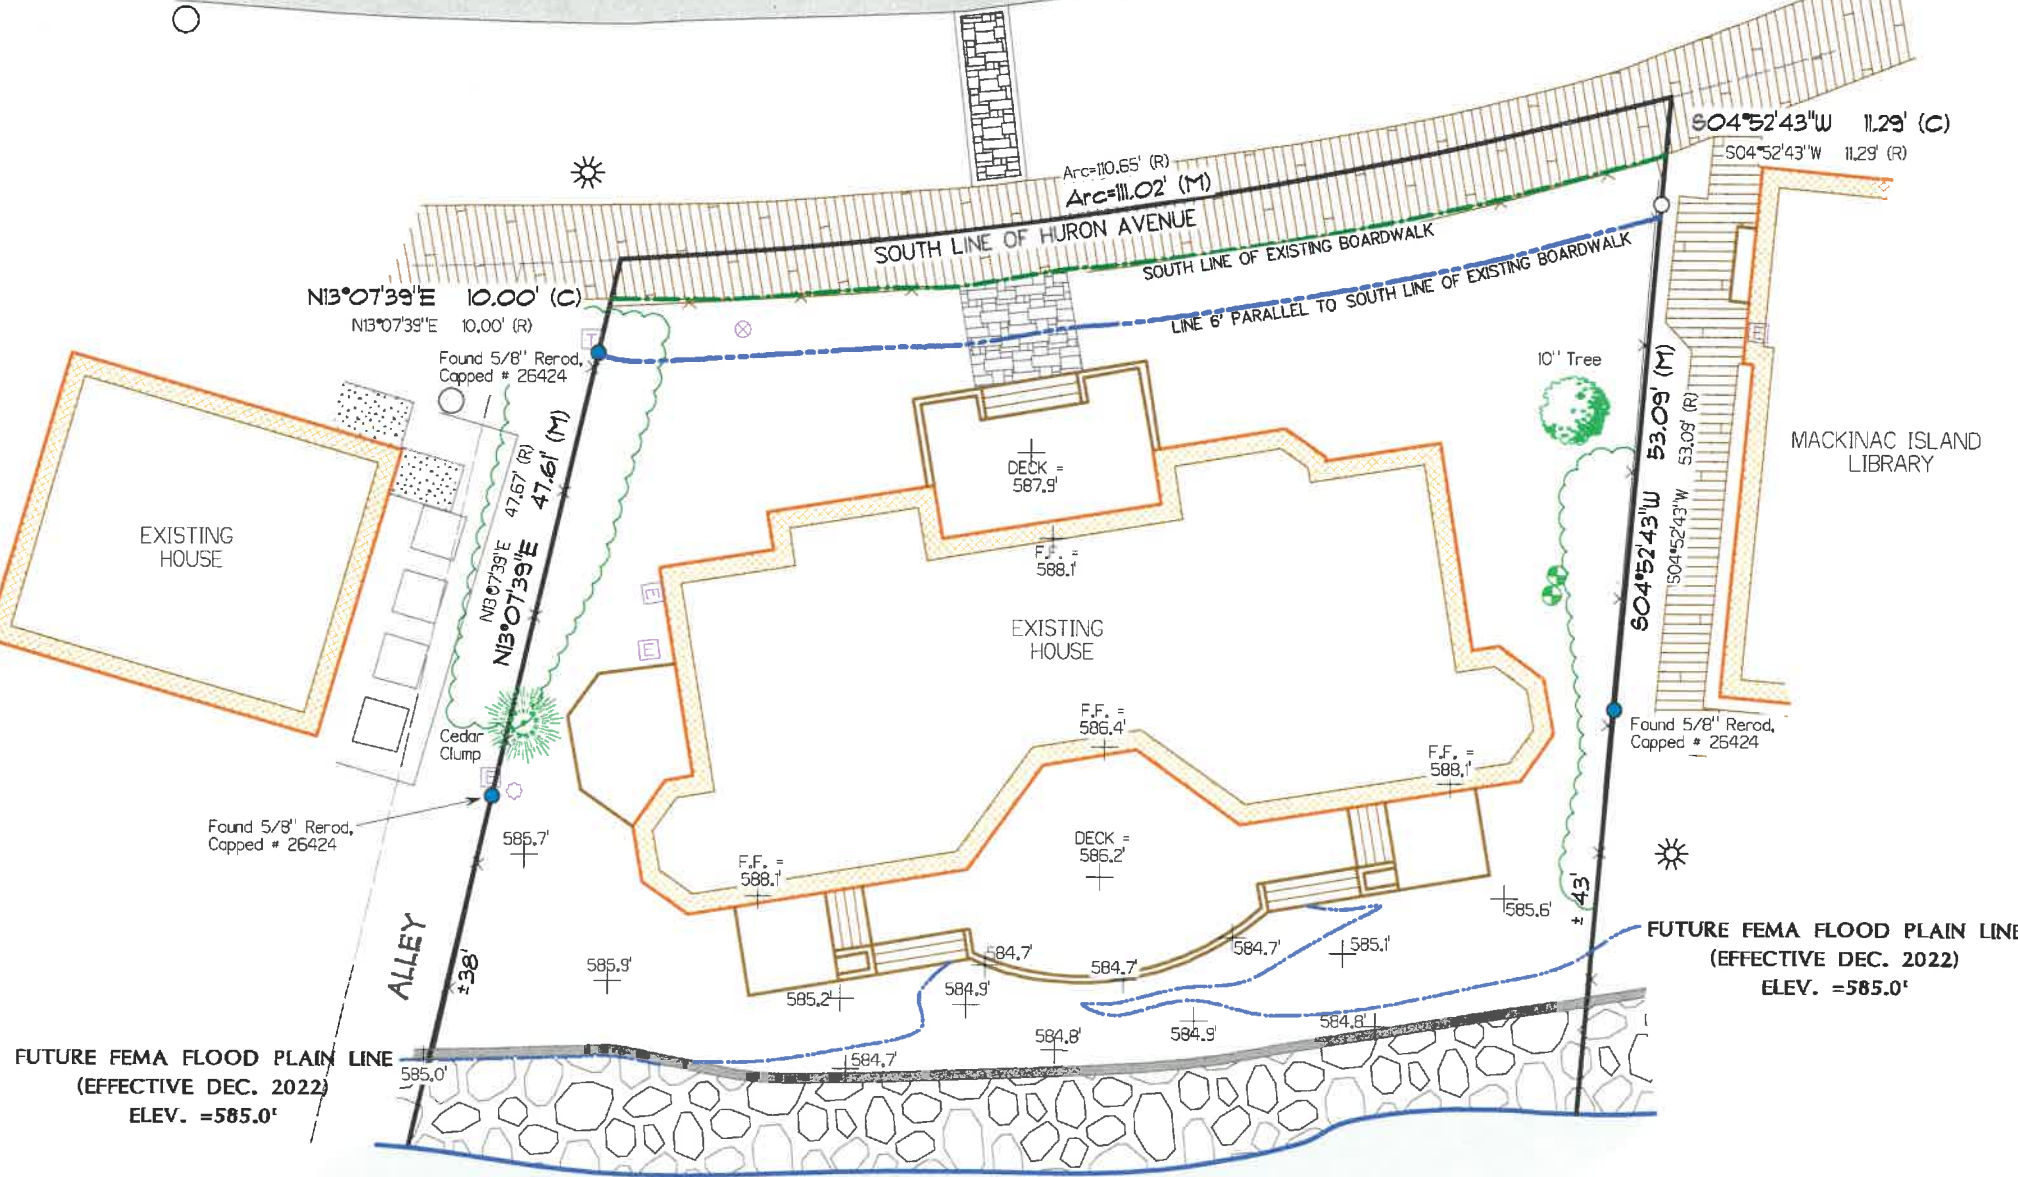 S04°52'43"W 11.29' (C)
S04°52'43"W 11.29' (R)
Arc=110.65' (R)
Arc=111.02' (M)
SOUTH LINE OF HURON AVENUE
SOUTH LINE OF EXISTING BOARDWALK
LINE 6' PARALLEL TO SOUTH LINE OF EXISTING BOARDWALK
N13°07'39"E 10.00' (C)
N13°07'39"E 10.00' (R)
T
Found 5/8" Rerod,
Capped # 26424
10" Tree
E
MACKINAC ISLAND
LIBRARY
S04°52'43"W 53.09' (M)
S04°52'43"W 53.09' (R)
N13°07'39"E 47.67' (R)
N13°07'39"E 47.61' (M)
EXISTING
HOUSE
DECK =
587.9'
F.F. =
588.1'
E
E
EXISTING
HOUSE
F.F. =
586.4'
F.F. =
588.1'
Found 5/8" Rerod,
Capped # 26424
Cedar
Clump
E
Found 5/8" Rerod,
Capped # 26424
585.7'
DECK =
586.2'
F.F. =
588.1'
585.6'
± 43'
ALLEY
±38'
584.7'
584.7'
585.1'
FUTURE FEMA FLOOD PLAIN LINE
(EFFECTIVE DEC. 2022)
ELEV. =585.0'
585.9'
584.7'
585.2'
584.9'
584.8'
584.9'
584.8'
584.7'
FUTURE FEMA FLOOD PLAIN LINE
(EFFECTIVE DEC. 2022)
ELEV. =585.0'
585.0'